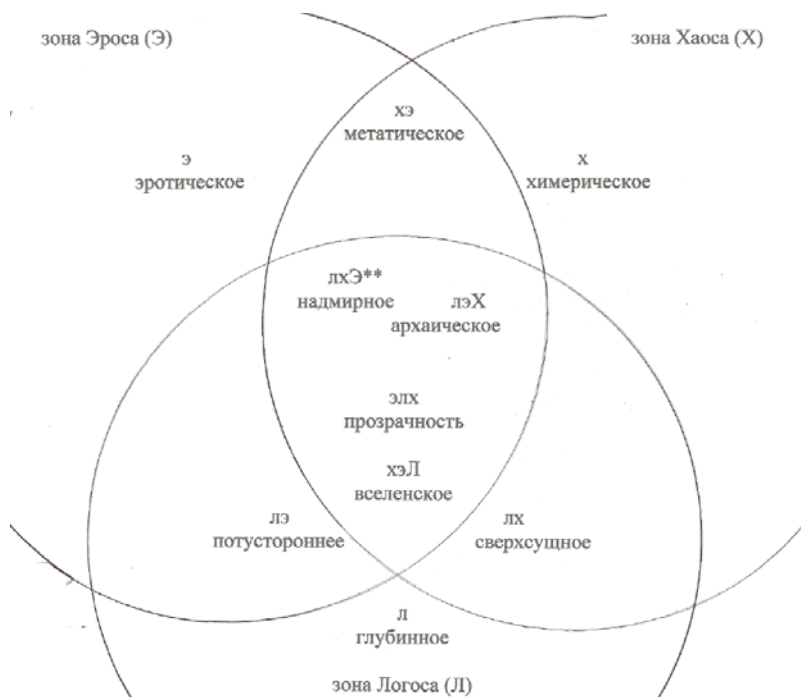 зона Эроса (Э)
зона Хаоса (Х)
хэ
метатическое
э
эротическое
х
химерическое
лхЭ**
надмирное
лэХ
архаическое
элх
прозрачность
хэЛ
вселенское
лэ
потустороннее
лх
сверхсущное
л
глубинное
зона Логоса (Л)